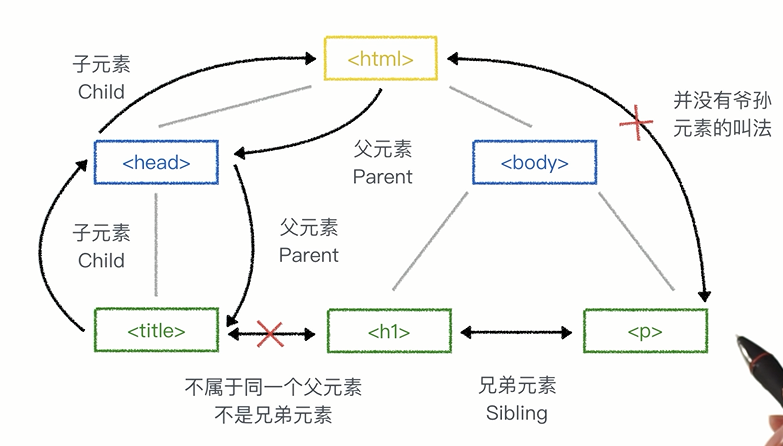 子元素
Child
<html>
并没有爷孙
元素的叫法
<head>
父元素
Parent
<body>
子元素
Child
父元素
Parent
<title>
<h1>
<p>
不属于同一个父元素
不是兄弟元素
兄弟元素
Sibling